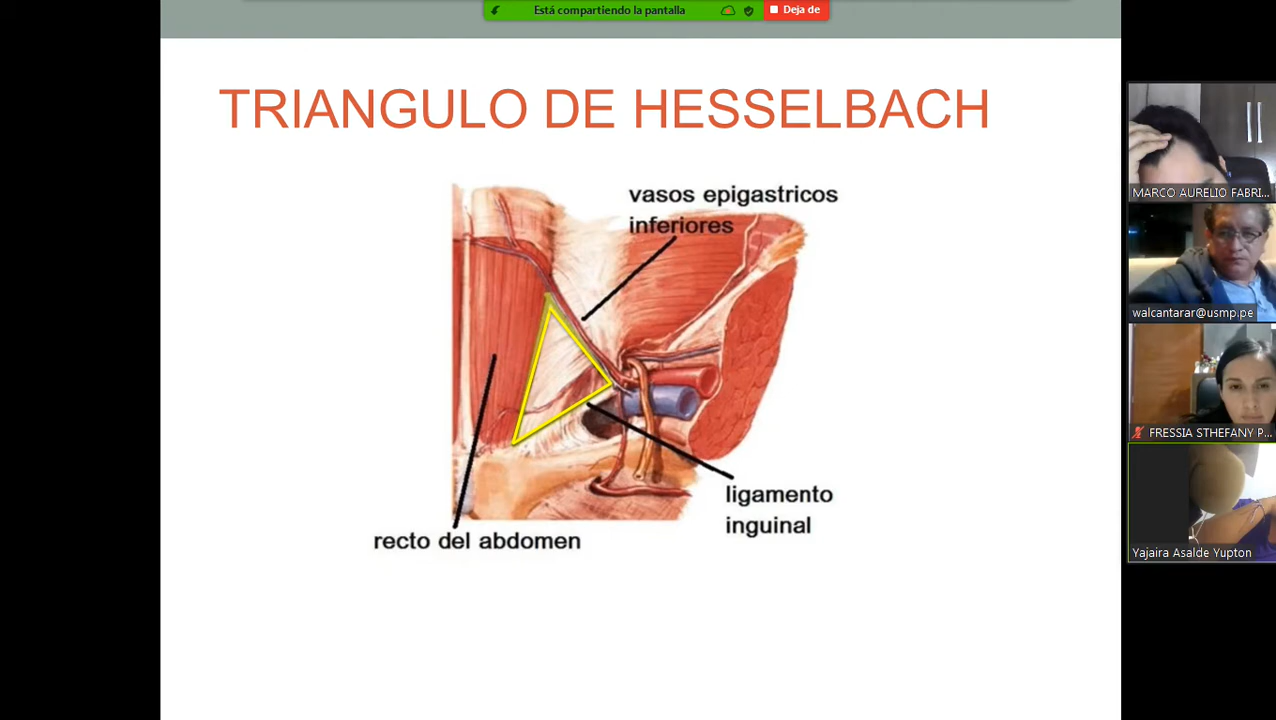 Está compartiendo la pantalla
Deja de
TRIANGULO DE HESSELBACH
vasos epigastricos
inferiores
ligamento
inguinal
recto del abdomen
MARCO AURELIO FABRI...
walcantarar@usmp.pe
FRESSIA STHEFANY P...
Yajaira Asalde Yupton